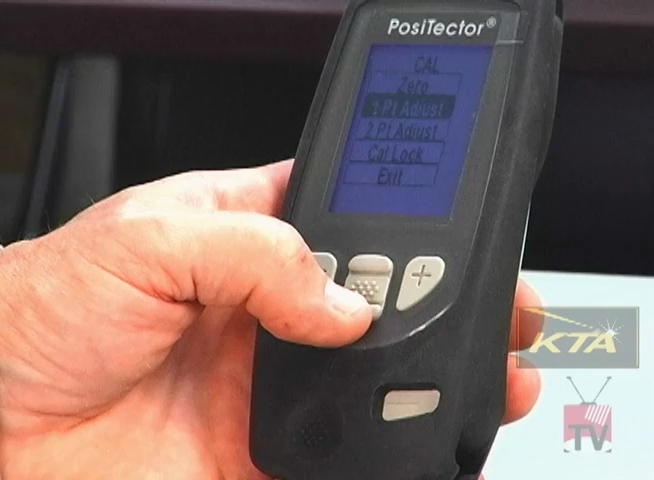 PosiTector®
CAL
Zero
1 Pt Adjust
2 Pt Adjust
Cal Lock
Exit
+
KTA
TV